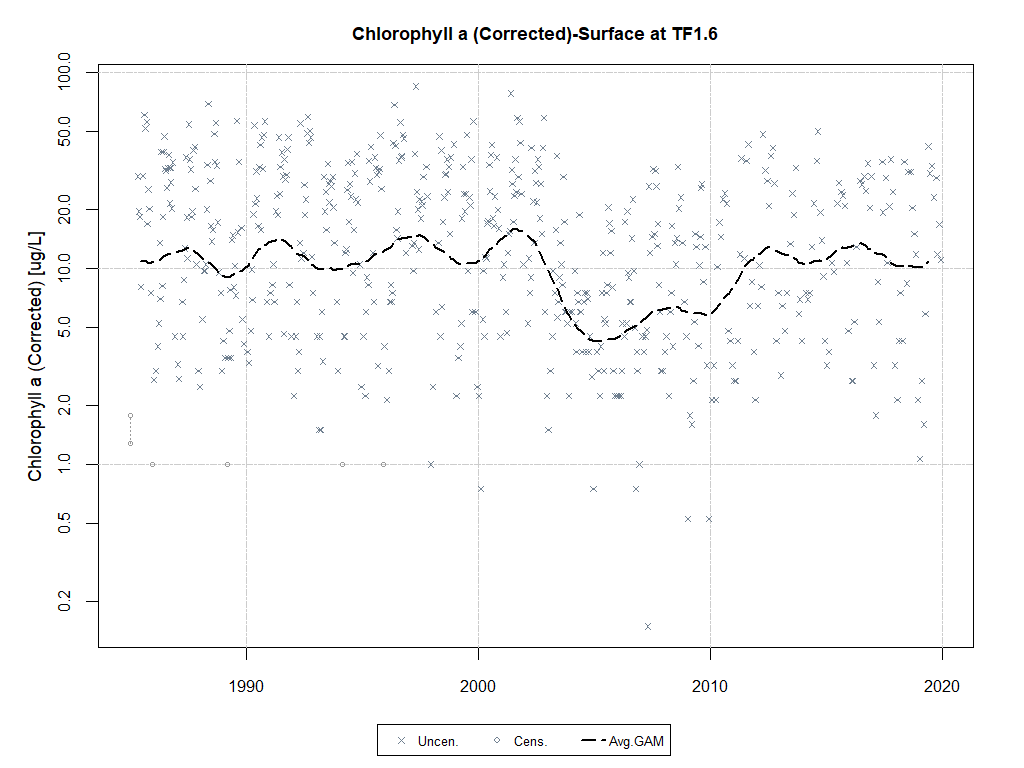 Chlorophyll a (Corrected)-Surface at TF1.6
Chlorophyll a (Corrected) [ug/L]
100.0
50.0
20.0
10.0
5.0
2.0
1.0
0.5
0.2
1990 2000 2010 2020
Uncen. Cens. Avg.GAM